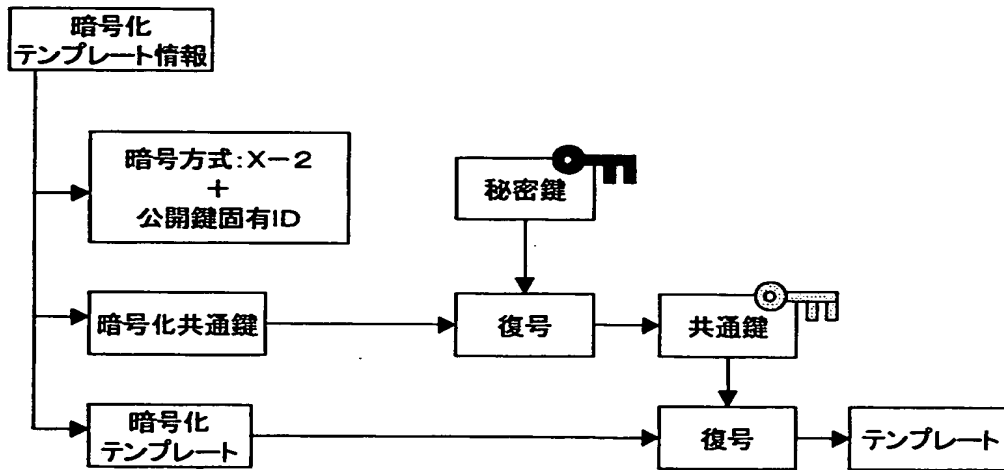 暗号化
テンプレート情報
暗号方式:X－2
+
公開鍵固有ID
秘密鍵
暗号化共通鍵
復号
共通鍵
暗号化
テンプレート
復号
テンプレート